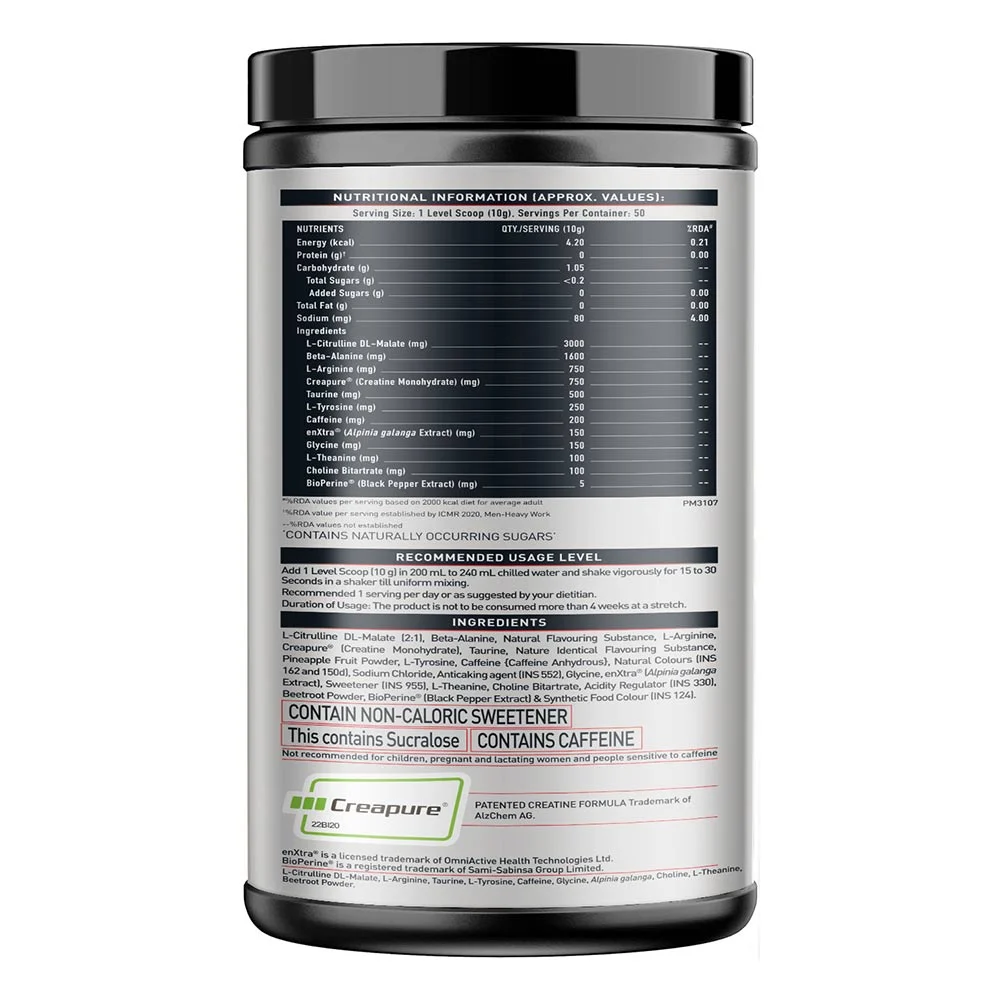 NUTRITIONAL INFORMATION (APPROX. VALUES):
Serving Size: 1 Level Scoop (10g), Servings Per Container: 50
NUTRIENTS QTY./SERVING (10g) %RDA#
Energy (kcal) 4.20 0.21
Protein (g)† 0 0.00
Carbohydrate (g) 1.05 --
Total Sugars (g) <0.2 --
Added Sugars (g) 0 0.00
Total Fat (g) 0 0.00
Sodium (mg) 80 4.00
Ingredients
L-Citrulline DL-Malate (mg) 3000 --
Beta-Alanine (mg) 1600 --
L-Arginine (mg) 750 --
Creapure® (Creatine Monohydrate) (mg) 750 --
Taurine (mg) 500 --
L-Tyrosine (mg) 250 --
Caffeine (mg) 200 --
enXtra® (Alpinia galanga Extract) (mg) 150 --
Glycine (mg) 150 --
L-Theanine (mg) 100 --
Choline Bitartrate (mg) 100 --
BioPerine® (Black Pepper Extract) (mg) 5 --
#%RDA values per serving based on 2000 kcal diet for average adult PM3107
†%RDA value per serving established by ICMR 2020, Men-Heavy Work
--%RDA values not established
*CONTAINS NATURALLY OCCURRING SUGARS*
RECOMMENDED USAGE LEVEL
Add 1 Level Scoop (10 g) in 200 mL to 240 mL chilled water and shake vigorously for 15 to 30
Seconds in a shaker till uniform mixing.
Recommended 1 serving per day or as suggested by your dietitian.
Duration of Usage: The product is not to be consumed more than 4 weeks at a stretch.
INGREDIENTS
L-Citrulline DL-Malate (2:1), Beta-Alanine, Natural Flavouring Substance, L-Arginine,
Creapure® (Creatine Monohydrate), Taurine, Nature Identical Flavouring Substance,
Pineapple Fruit Powder, L-Tyrosine, Caffeine {Caffeine Anhydrous}, Natural Colours (INS
162 and 150d), Sodium Chloride, Anticaking agent (INS 552), Glycine, enXtra® (Alpinia galanga
Extract), Sweetener (INS 955), L-Theanine, Choline Bitartrate, Acidity Regulator (INS 330),
Beetroot Powder, BioPerine® (Black Pepper Extract) & Synthetic Food Colour (INS 124).
CONTAIN NON-CALORIC SWEETENER
This contains Sucralose CONTAINS CAFFEINE
Not recommended for children, pregnant and lactating women and people sensitive to caffeine
Creapure®
22BI20
PATENTED CREATINE FORMULA Trademark of
AlzChem AG.
enXtra® is a licensed trademark of OmniActive Health Technologies Ltd.
BioPerine® is a registered trademark of Sami-Sabinsa Group Limited.
L-Citrulline DL-Malate, L-Arginine, Taurine, L-Tyrosine, Caffeine, Glycine, Alpinia galanga, Choline, L-Theanine,
Beetroot Powder.